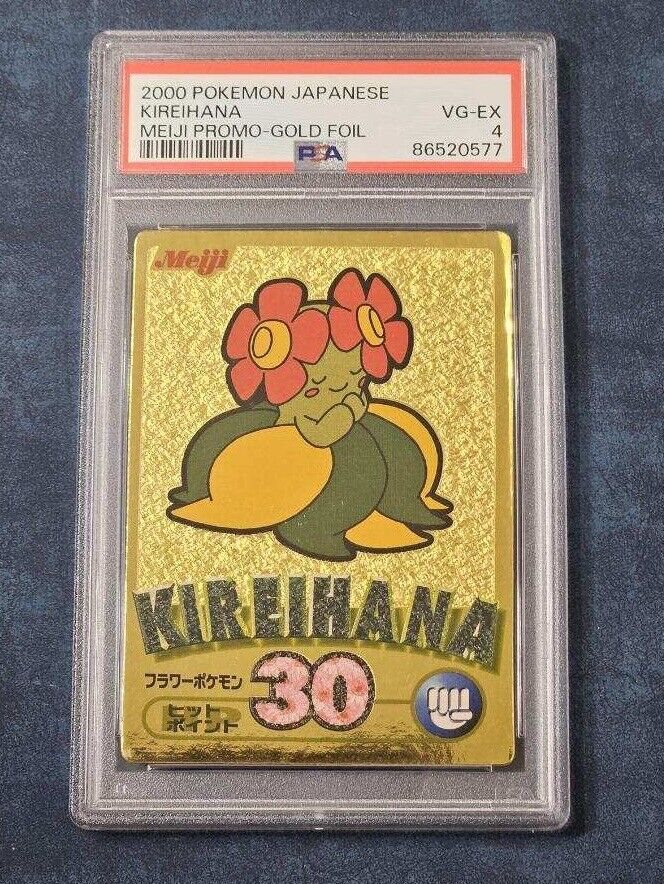 2000 POKEMON JAPANESE
KIREIHANA VG-EX
MEIJI PROMO-GOLD FOIL 4
PSA 86520577
Meiji
KIREIHANA
フラワーポケモン
ヒット
ポイント
30